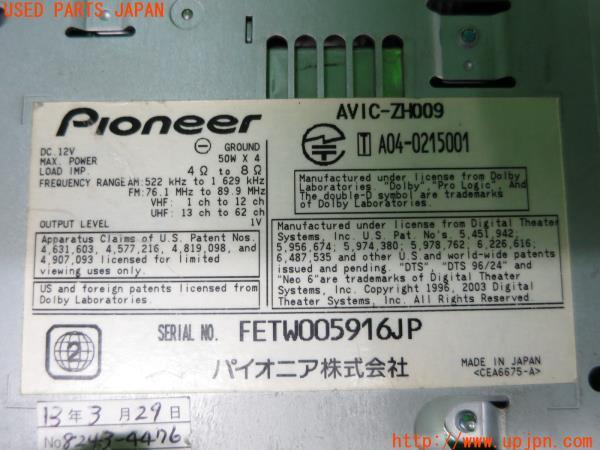 USED PARTS JAPAN
Pioneer
AVIC-ZH009
DC.12V GROUND
MAX. POWER 50W X 4
LOAD IMP. 4 Ω to 8 Ω
FREQUENCY RANGE AM: 522 kHz to 1 629 kHz
FM: 76.1 MHz to 89.9 MHz
VHF: 1 ch to 12 ch
UHF: 13 ch to 62 ch
OUTPUT LEVEL 1V
T A04-0215001
Manufactured under license from Dolby
Laboratories. "Dolby","Pro Logic", And
The double-D symbol are trademarks
of Dolby Laboratories.
Apparatus Claims of U.S. Patent Nos.
4,631,603, 4,577,216, 4,819,098, and
4,907,093 licensed for limited
viewing uses only.
US and foreign patents licensed from
Dolby Laboratories.
Manufactured under license from Digital Theater
Systems, Inc. U.S. Pat. No's. 5,451,942;
5,956,674; 5,974,380; 5,978,762; 6,226,616;
6,487,535 and other U.S. and world-wide patents
issued and pending. "DTS", "DTS 96/24" and
"Neo 6"are trademarks of Digital Theater
Systems, Inc. Copyright 1996, 2003 Digital
Theater Systems, Inc. All Rights Reserved.
2
SERIAL NO. FETW005916JP
パイオニア株式会社
MADE IN JAPAN
<CEA6675-A>
13年3月29日
No 8243-4476
http://www.upjpn.com